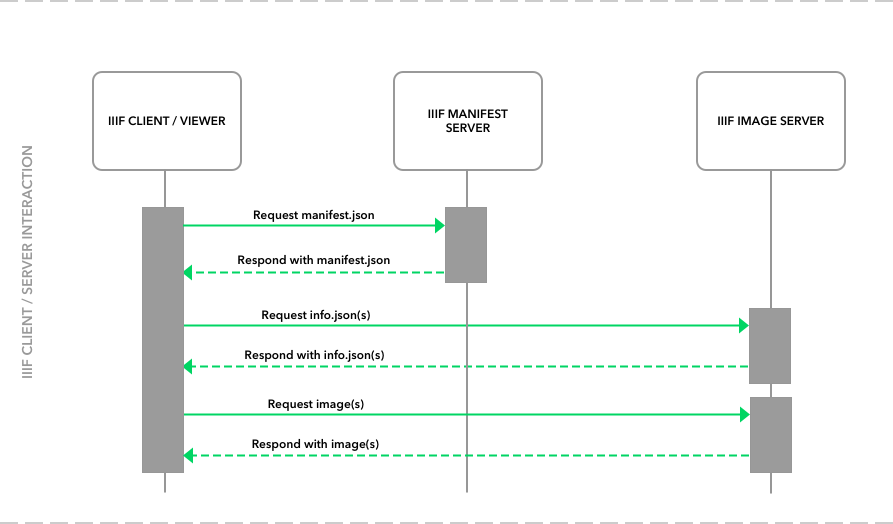 IIIF CLIENT / SERVER INTERACTION
IIIF CLIENT / VIEWER
IIIF MANIFEST
SERVER
IIIF IMAGE SERVER
Request manifest.json
Respond with manifest.json
Request info.json(s)
Respond with info.json(s)
Request image(s)
Respond with image(s)